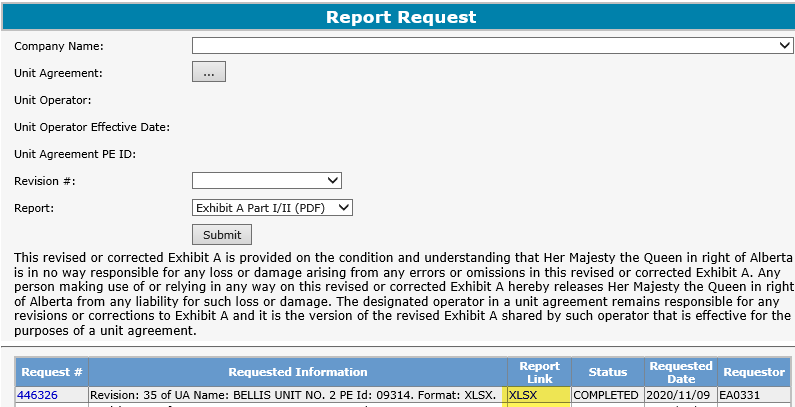 Report Request
Company Name:
Unit Agreement: ...
Unit Operator:
Unit Operator Effective Date:
Unit Agreement PE ID:
Revision #:
Report: Exhibit A Part I/II (PDF)
Submit
This revised or corrected Exhibit A is provided on the condition and understanding that Her Majesty the Queen in right of Alberta
is in no way responsible for any loss or damage arising from any errors or omissions in this revised or corrected Exhibit A. Any
person making use of or relying in any way on this revised or corrected Exhibit A hereby releases Her Majesty the Queen in right
of Alberta from any liability for such loss or damage. The designated operator in a unit agreement remains responsible for any
revisions or corrections to Exhibit A and it is the version of the revised Exhibit A shared by such operator that is effective for the
purposes of a unit agreement.
Request # Requested Information Report Link Status Requested Date Requestor
446326 Revision: 35 of UA Name: BELLIS UNIT NO. 2 PE Id: 09314. Format: XLSX. XLSX COMPLETED 2020/11/09 EA0331